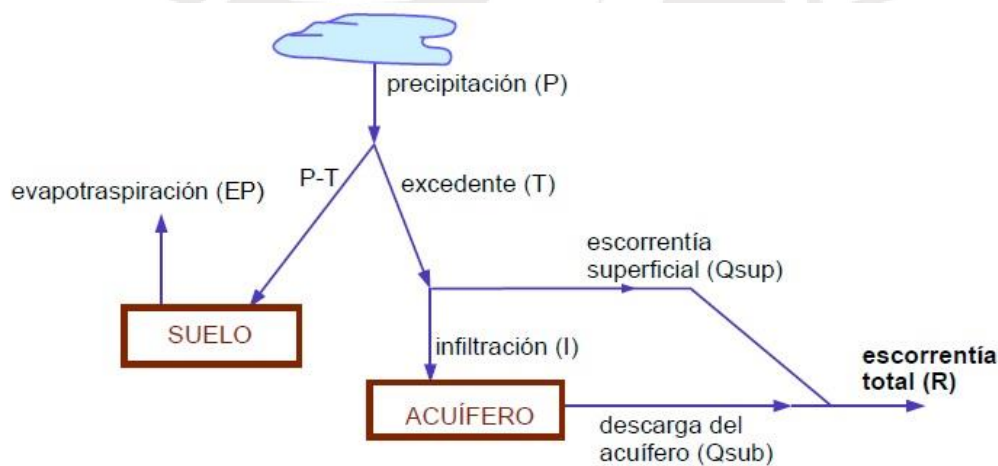 precipitación (P)
P-T
excedente (T)
evapotraspiración (EP)
escorrentía
superficial (Qsup)
SUELO
infiltración (I)
escorrentía
total (R)
ACUÍFERO
descarga del
acuífero (Qsub)